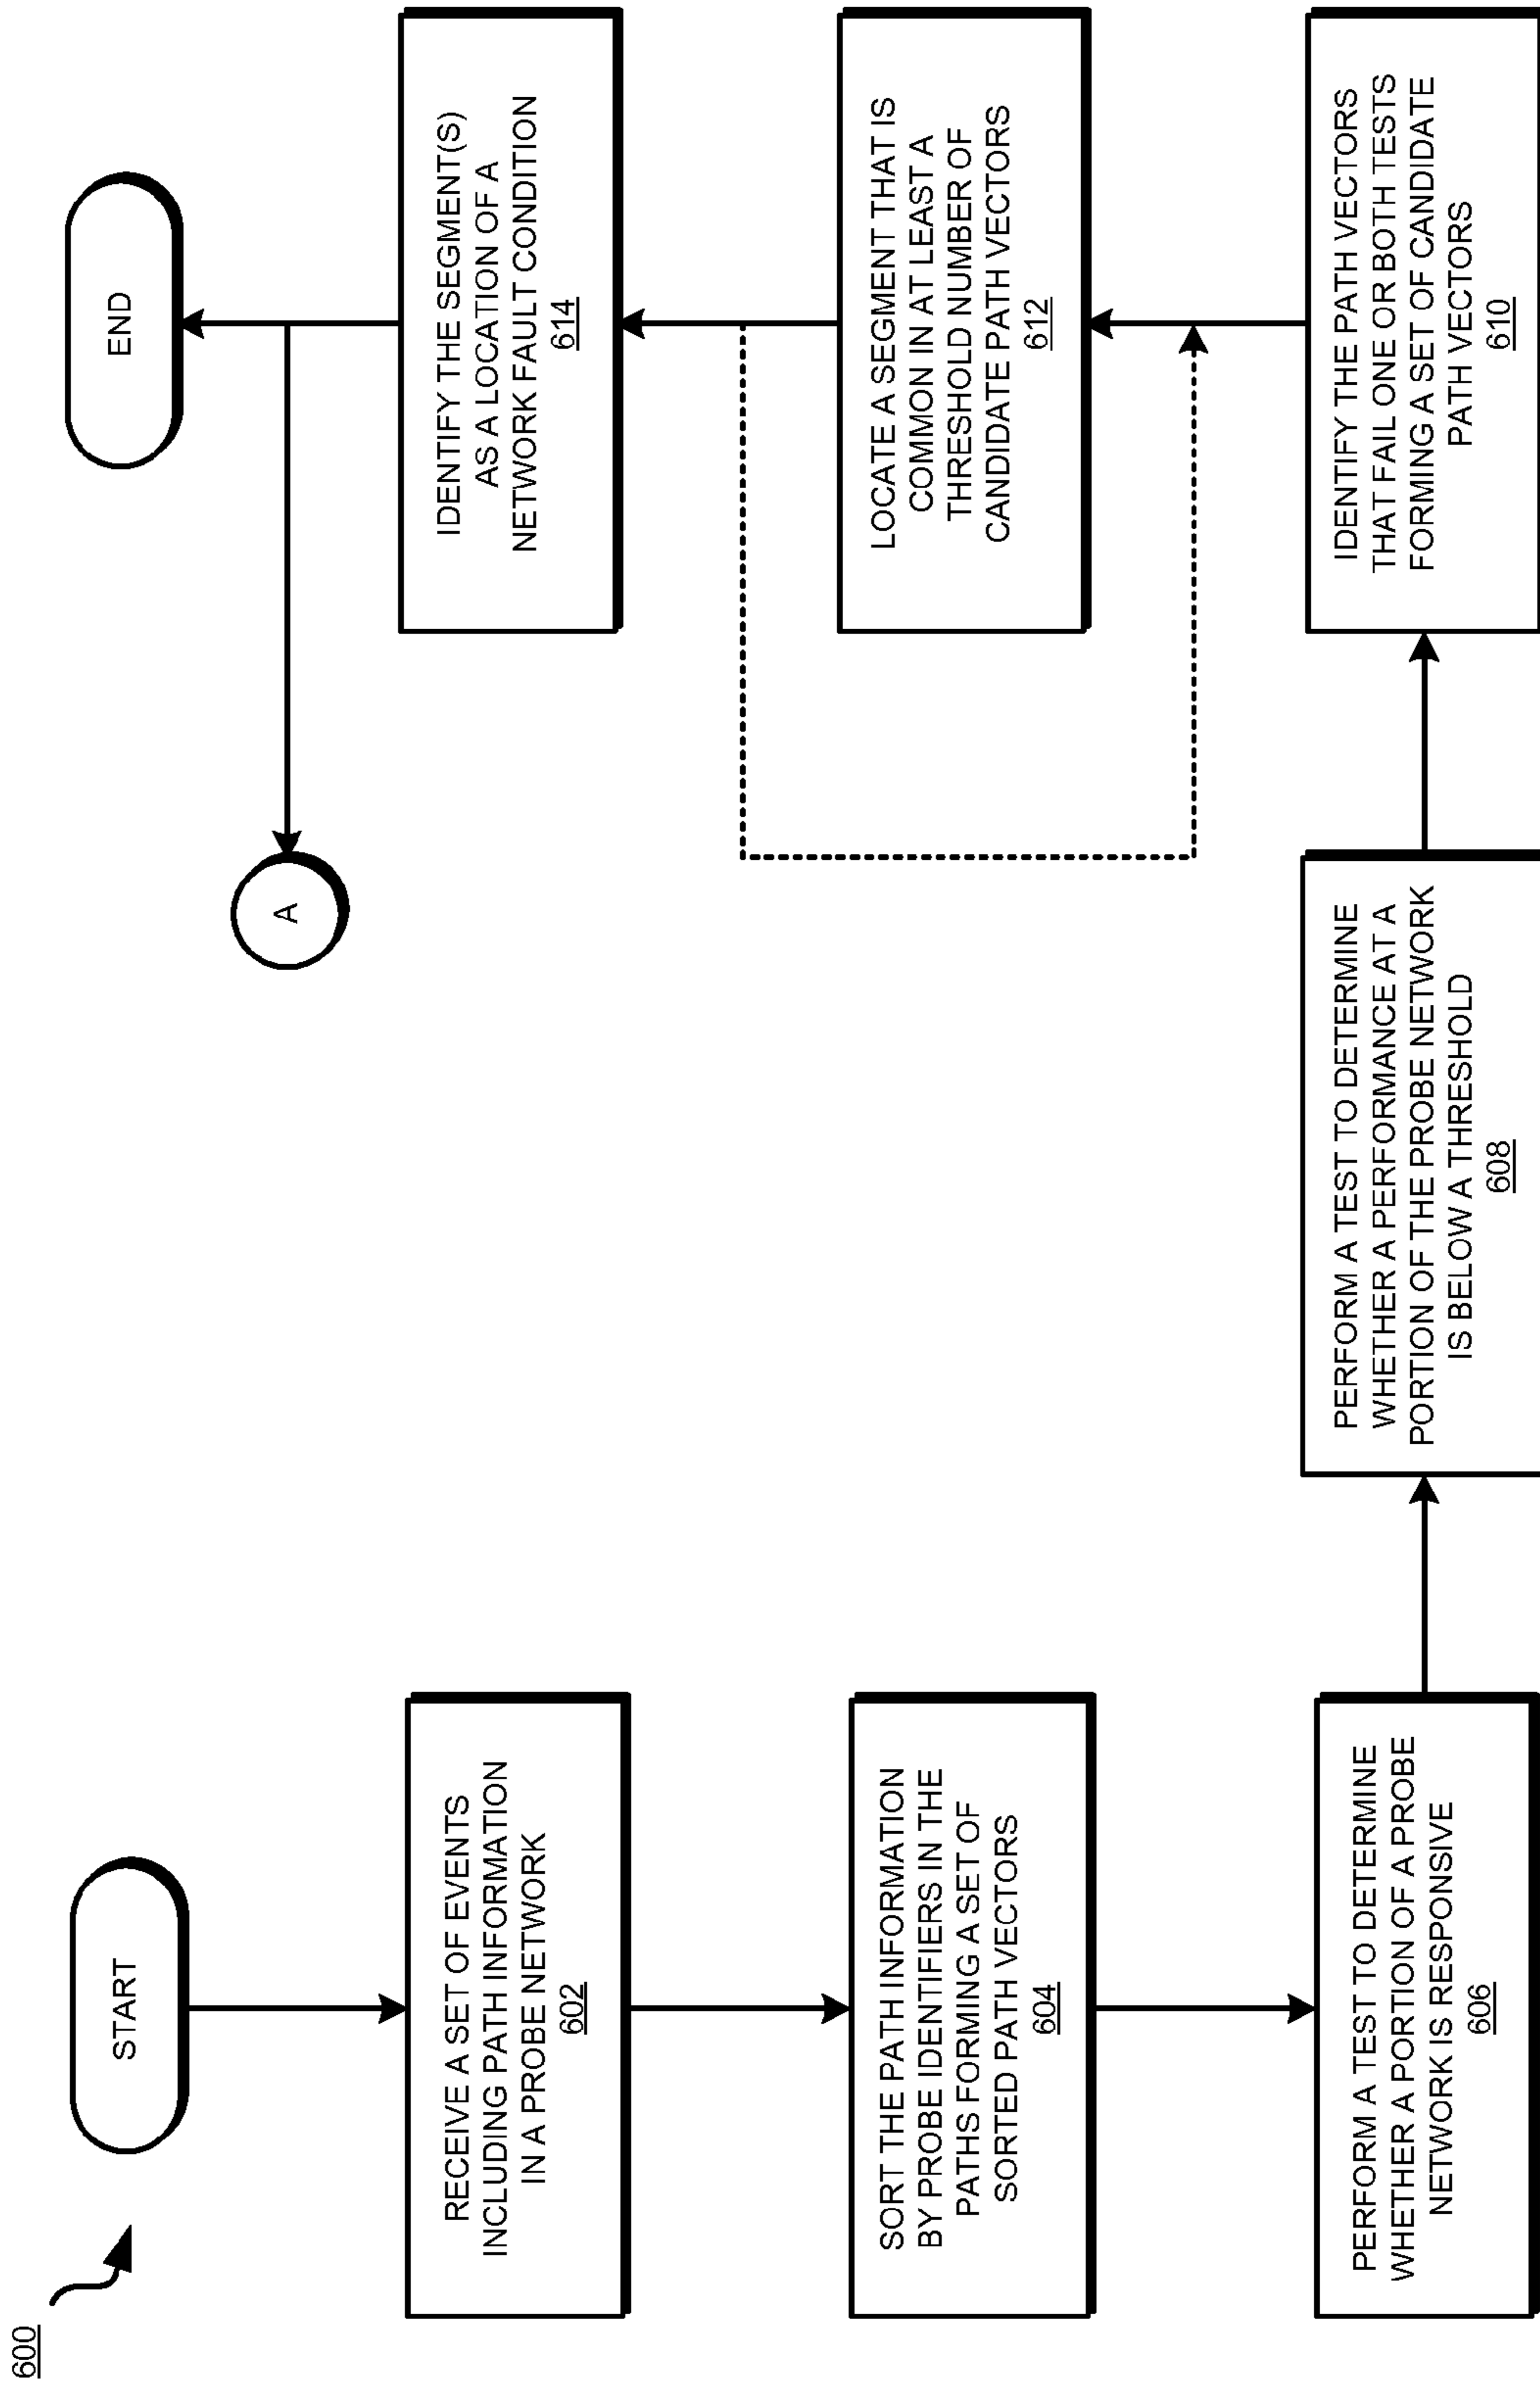 600
START
RECEIVE A SET OF EVENTS
INCLUDING PATH INFORMATION
IN A PROBE NETWORK
602
SORT THE PATH INFORMATION
BY PROBE IDENTIFIERS IN THE
PATHS FORMING A SET OF
SORTED PATH VECTORS
604
PERFORM A TEST TO DETERMINE
WHETHER A PORTION OF A PROBE
NETWORK IS RESPONSIVE
606
PERFORM A TEST TO DETERMINE
WHETHER A PERFORMANCE AT A
PORTION OF THE PROBE NETWORK
IS BELOW A THRESHOLD
608
IDENTIFY THE PATH VECTORS
THAT FAIL ONE OR BOTH TESTS
FORMING A SET OF CANDIDATE
PATH VECTORS
610
LOCATE A SEGMENT THAT IS
COMMON IN AT LEAST A
THRESHOLD NUMBER OF
CANDIDATE PATH VECTORS
612
IDENTIFY THE SEGMENT(S)
AS A LOCATION OF A
NETWORK FAULT CONDITION
614
A
END